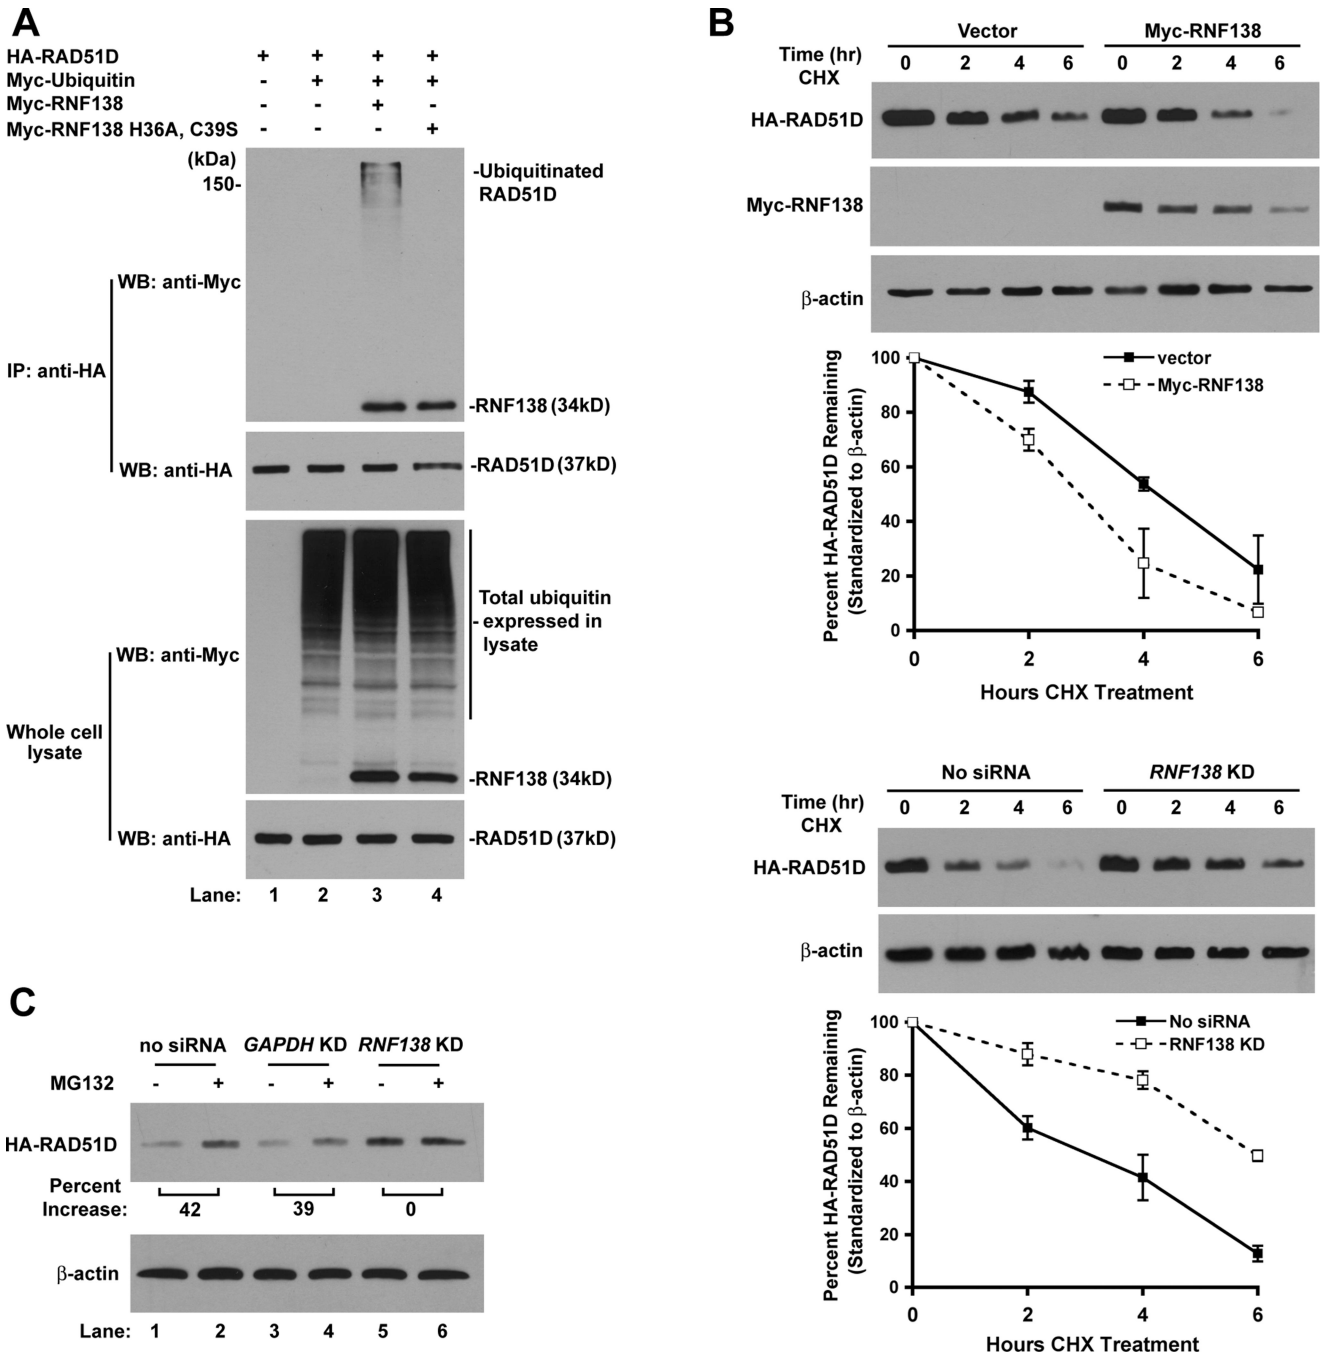 A
HA-RAD51D + + + +
Myc-Ubiquitin - + + +
Myc-RNF138 - - + -
Myc-RNF138 H36A, C39S - - - +
(kDa)
150-
-Ubiquitinated
RAD51D
WB: anti-Myc
IP: anti-HA
-RNF138 (34kD)
WB: anti-HA
-RAD51D (37kD)
Total ubiquitin
- expressed in
lysate
WB: anti-Myc
Whole cell
lysate
-RNF138 (34kD)
WB: anti-HA
-RAD51D (37kD)
Lane: 1 2 3 4
B
Vector Myc-RNF138
Time (hr) 0 2 4 6 0 2 4 6
CHX
HA-RAD51D
Myc-RNF138
β-actin
Percent HA-RAD51D Remaining
(Standardized to β-actin)
100
80
60
40
20
0
vector
Myc-RNF138
0 2 4 6
Hours CHX Treatment
No siRNA RNF138 KD
Time (hr) 0 2 4 6 0 2 4 6
CHX
HA-RAD51D
β-actin
Percent HA-RAD51D Remaining
(Standardized to β-actin)
100
80
60
40
20
0
No siRNA
RNF138 KD
0 2 4 6
Hours CHX Treatment
C
no siRNA GAPDH KD RNF138 KD
MG132 - + - + - +
HA-RAD51D
Percent
Increase: 42 39 0
β-actin
Lane: 1 2 3 4 5 6